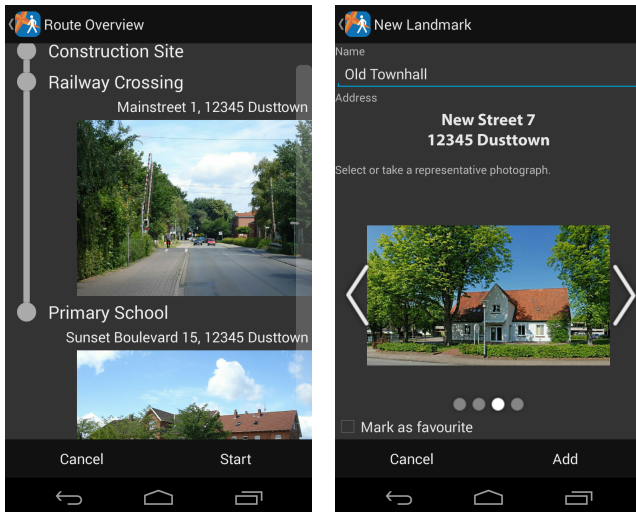 Route Overview
Construction Site
Railway Crossing
Mainstreet 1, 12345 Dusttown
Primary School
Sunset Boulevard 15, 12345 Dusttown
Cancel
Start
New Landmark
Name
Old Townhall
Address
New Street 7
12345 Dusttown
Select or take a representative photograph.
Mark as favourite
Cancel
Add